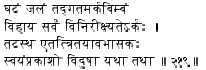 घटं जलं तद्गतमर्कबिम्बं
विहाय सर्वं विनिरीक्ष्यतेऽर्कः ।
तटस्थ एतत्त्रितयावभासकः
स्वयंप्रकाशो विदुषा यथा तथा ॥ २१९ ॥